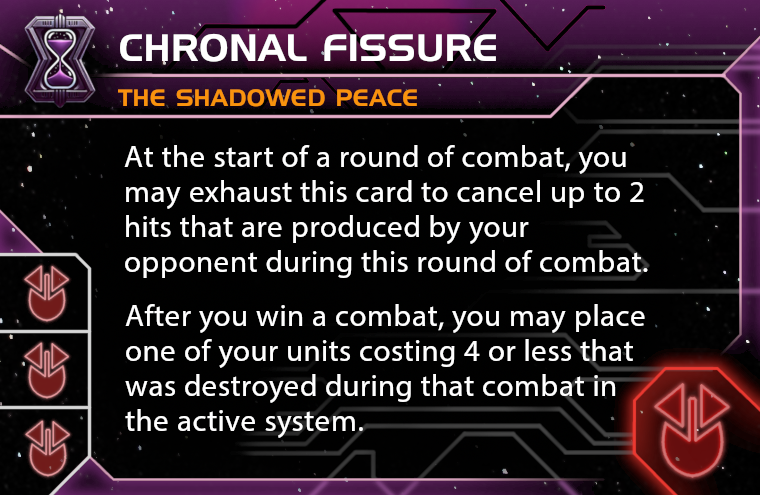 CHRONAL FISSURE
THE SHADOWED PEACE
At the start of a round of combat, you
may exhaust this card to cancel up to 2
hits that are produced by your
opponent during this round of combat.
After you win a combat, you may place
one of your units costing 4 or less that
was destroyed during that combat in
the active system.